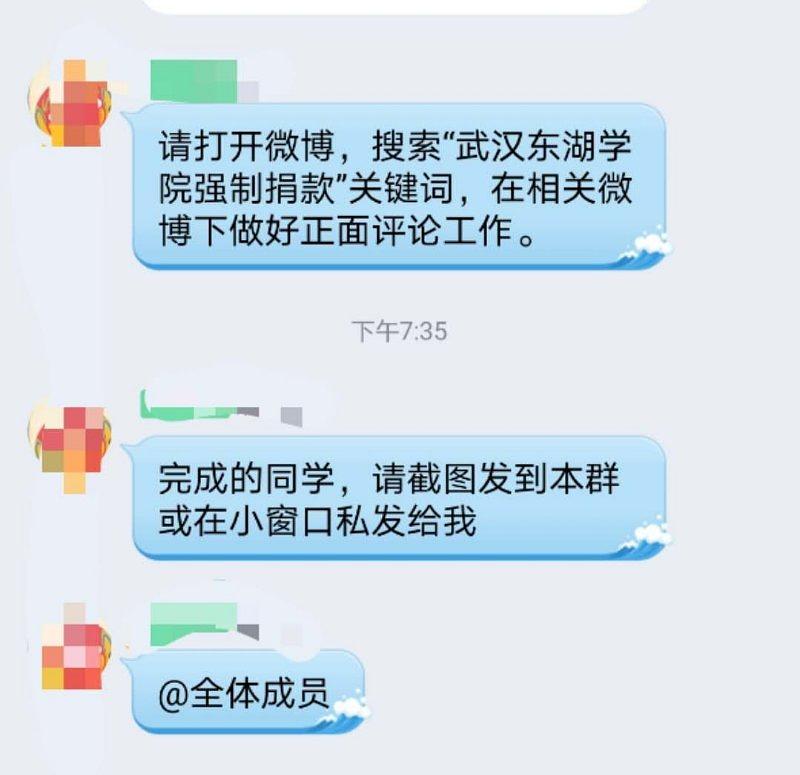 请打开微博，搜索“武汉东湖学
院强制捐款”关键词，在相关微
博下做好正面评论工作。
下午7:35
完成的同学，请截图发到本群
或在小窗口私发给我
@全体成员